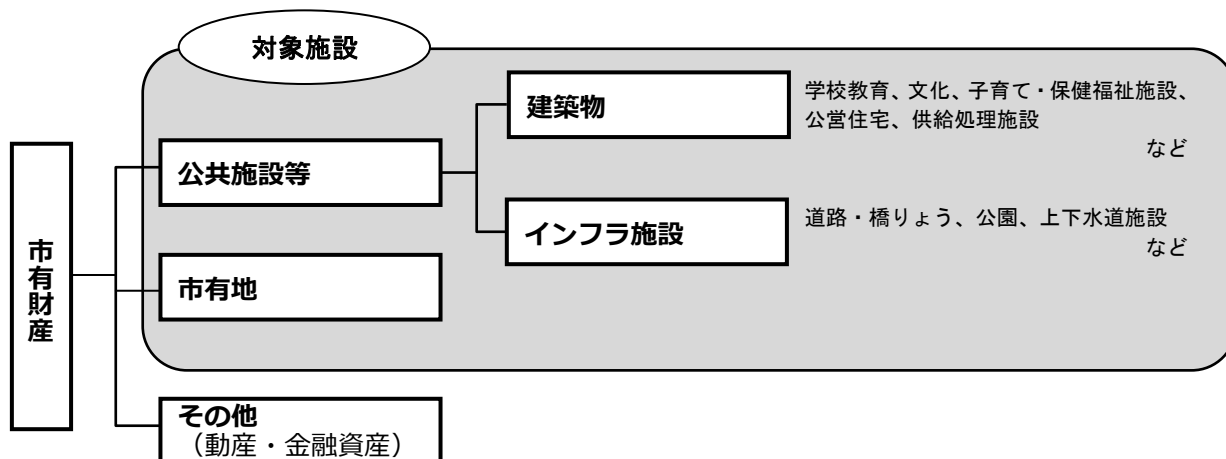 対象施設
市有財産
公共施設等
建築物
学校教育、文化、子育て・保健福祉施設、
公営住宅、供給処理施設
など
インフラ施設
道路・橋りょう、公園、上下水道施設
など
市有地
その他
（動産・金融資産）